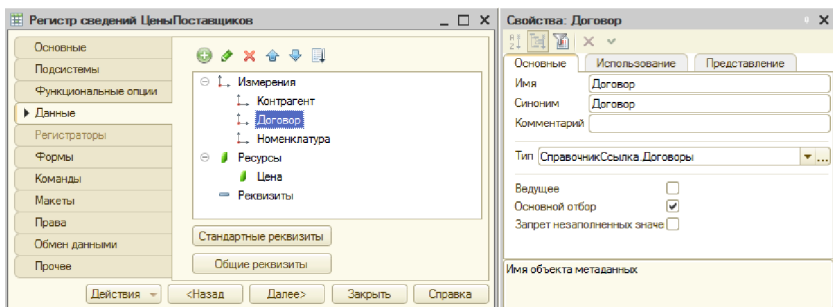 Регистр сведений ЦеныПоставщиков
Основные
Подсистемы
Функциональные опции
Данные
Регистраторы
Формы
Команды
Макеты
Права
Обмен данными
Прочее
Измерения
Контрагент
Договор
Номенклатура
Ресурсы
Цена
Реквизиты
Стандартные реквизиты
Общие реквизиты
Действия
<Назад
Далее>
Закрыть
Справка
Свойства: Договор
Основные
Использование
Представление
Имя
Договор
Синоним
Договор
Комментарий
Тип
СправочникСсылка.Договоры
...
Ведущее
Основной отбор
Запрет незаполненных значе
Имя объекта метаданных